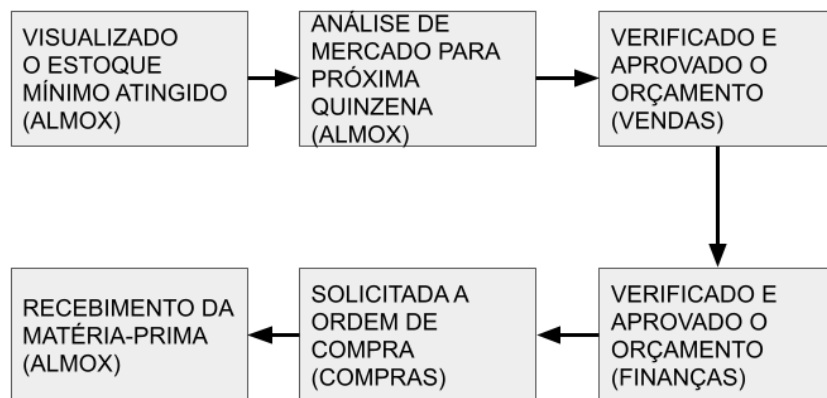 VISUALIZADO
O ESTOQUE
MÍNIMO ATINGIDO
(ALMOX)
ANÁLISE DE
MERCADO PARA
PRÓXIMA
QUINZENA
(ALMOX)
VERIFICADO E
APROVADO O
ORÇAMENTO
(VENDAS)
VERIFICADO E
APROVADO O
ORÇAMENTO
(FINANÇAS)
SOLICITADA A
ORDEM DE
COMPRA
(COMPRAS)
RECEBIMENTO DA
MATÉRIA-PRIMA
(ALMOX)